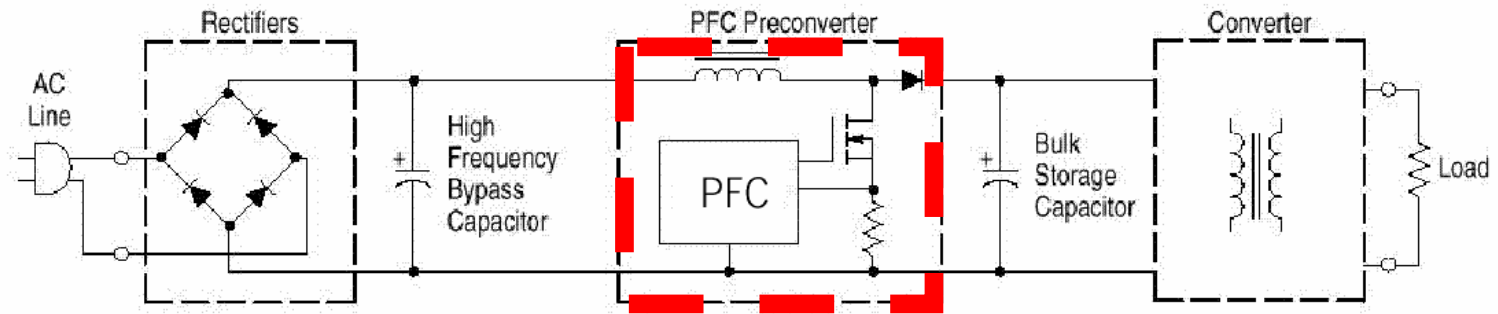 Rectifiers
PFC Preconverter
Converter
AC
Line
High
Frequency
Bypass
Capacitor
+
PFC
+
Bulk
Storage
Capacitor
Load